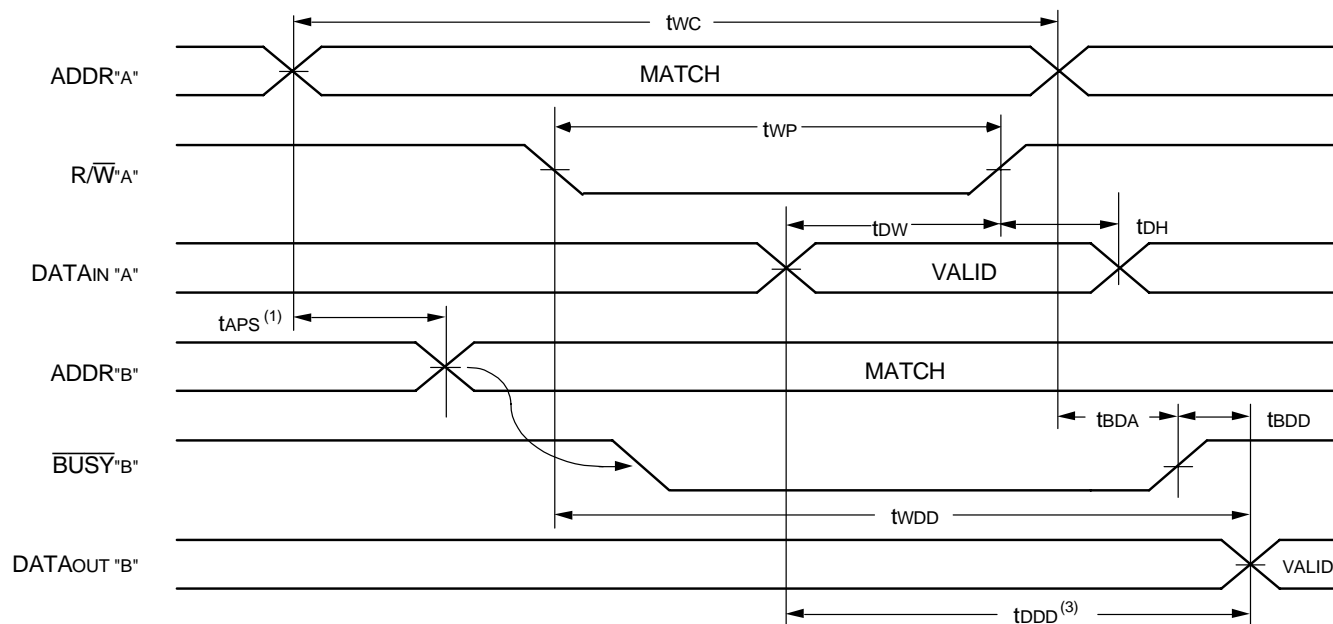 tWC
ADDR"A"
MATCH
tWP
R/W̅"A"
tDW
tDH
DATAIN "A"
VALID
tAPS (1)
ADDR"B"
MATCH
tBDA
tBDD
B̅U̅S̅Y̅"B"
tWDD
DATAOUT "B"
VALID
tDDD (3)